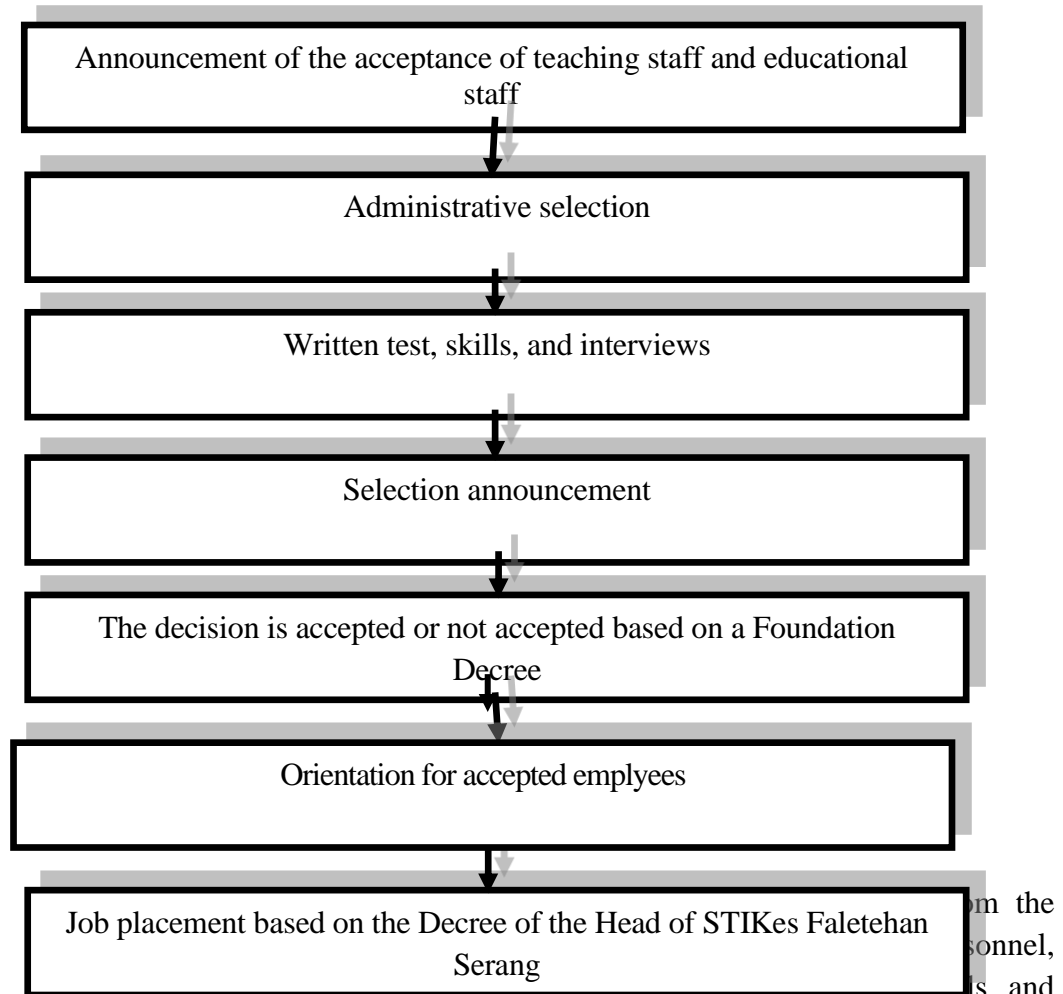 Announcement of the acceptance of teaching staff and educational
staff
Administrative selection
Written test, skills, and interviews
Selection announcement
The decision is accepted or not accepted based on a Foundation
Decree
Orientation for accepted emplyees
Job placement based on the Decree of the Head of STIKes Faletehan
Serang
the
and